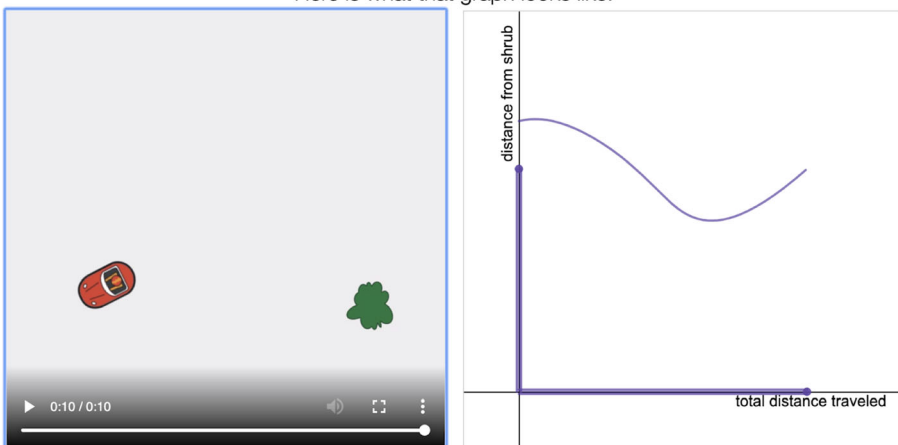 distance from shrub
0:10 / 0:10
total distance traveled